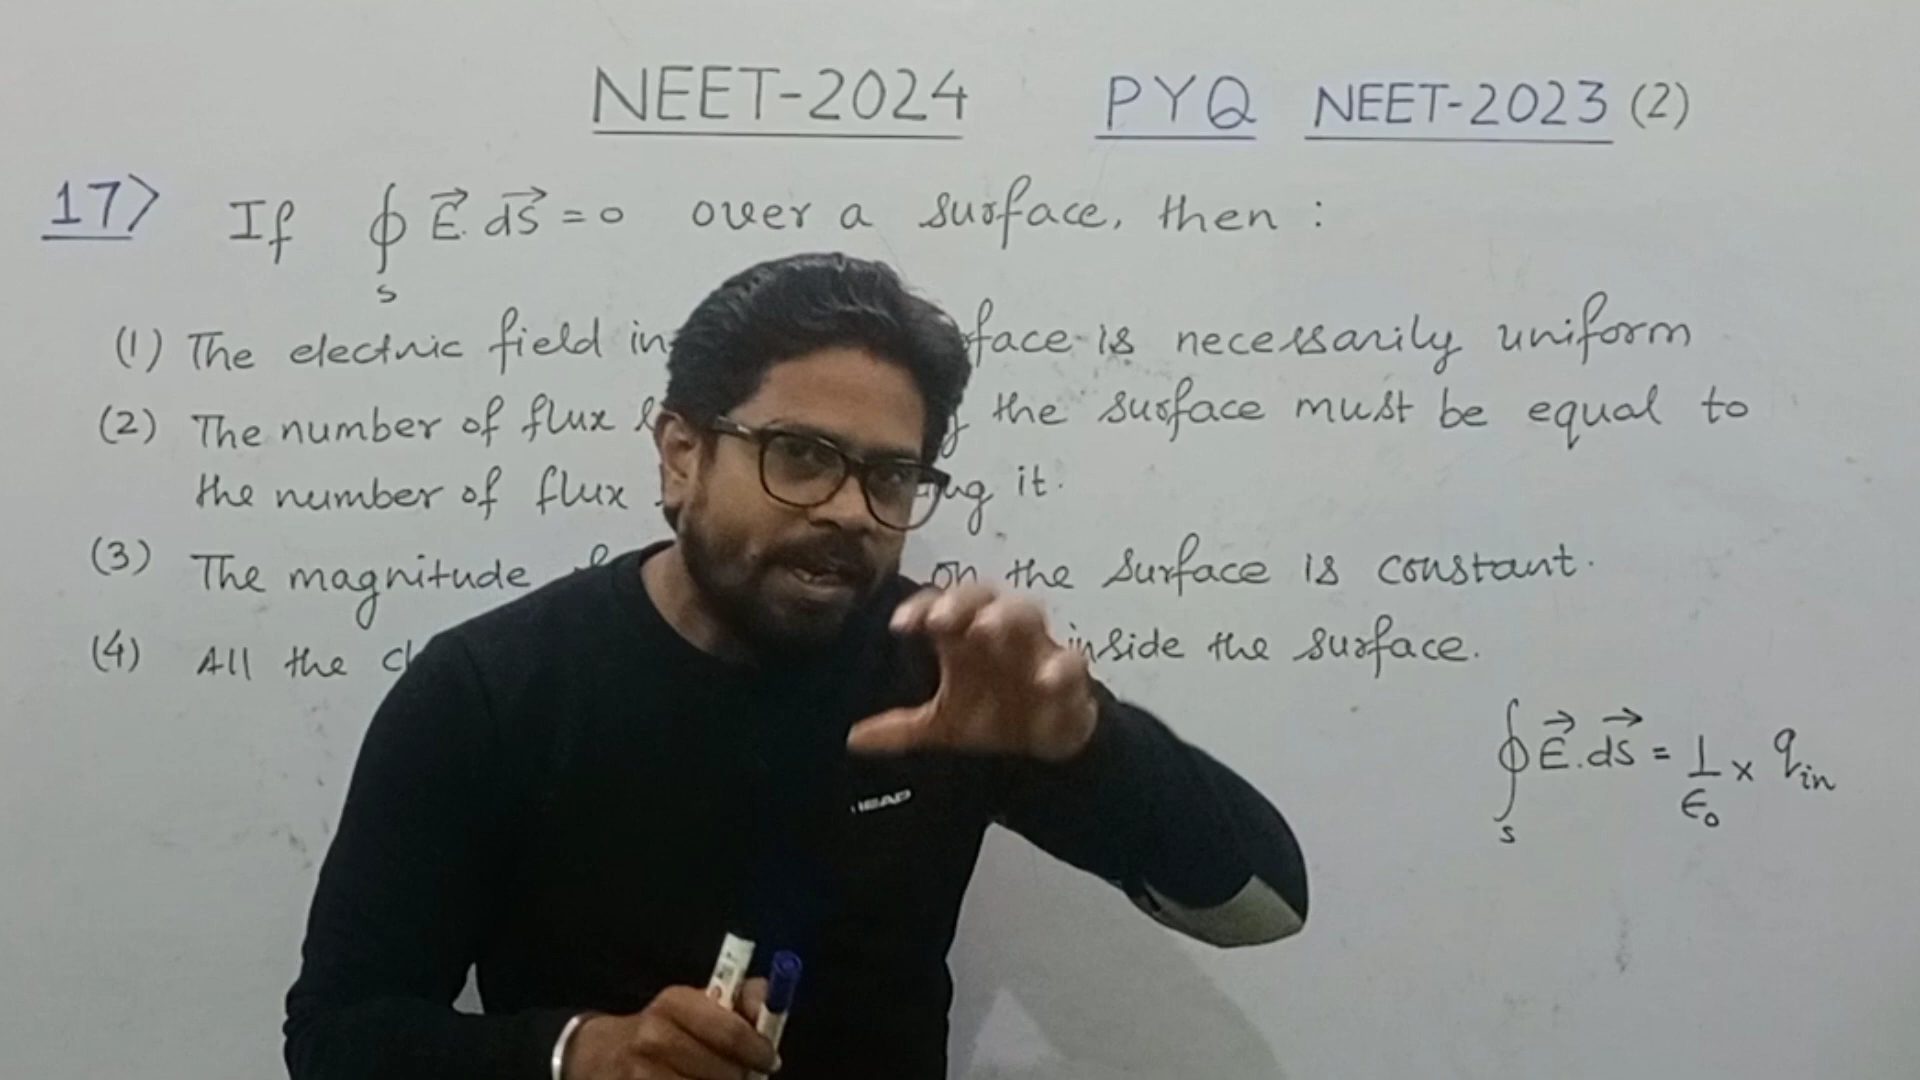 NEET-2024 PYQ NEET-2023 (2)
17> If ∮ₛ E⃗.dS⃗ = 0 over a surface, then :
(1) The electric field face is necessarily uniform
(2) The number of flux the surface must be equal to
the number of flux it.
(3) The magnitude on the surface is constant.
(4) All the inside the surface.
∮ₛ E⃗.dS⃗ = 1/ϵ₀ × qin
HEAD